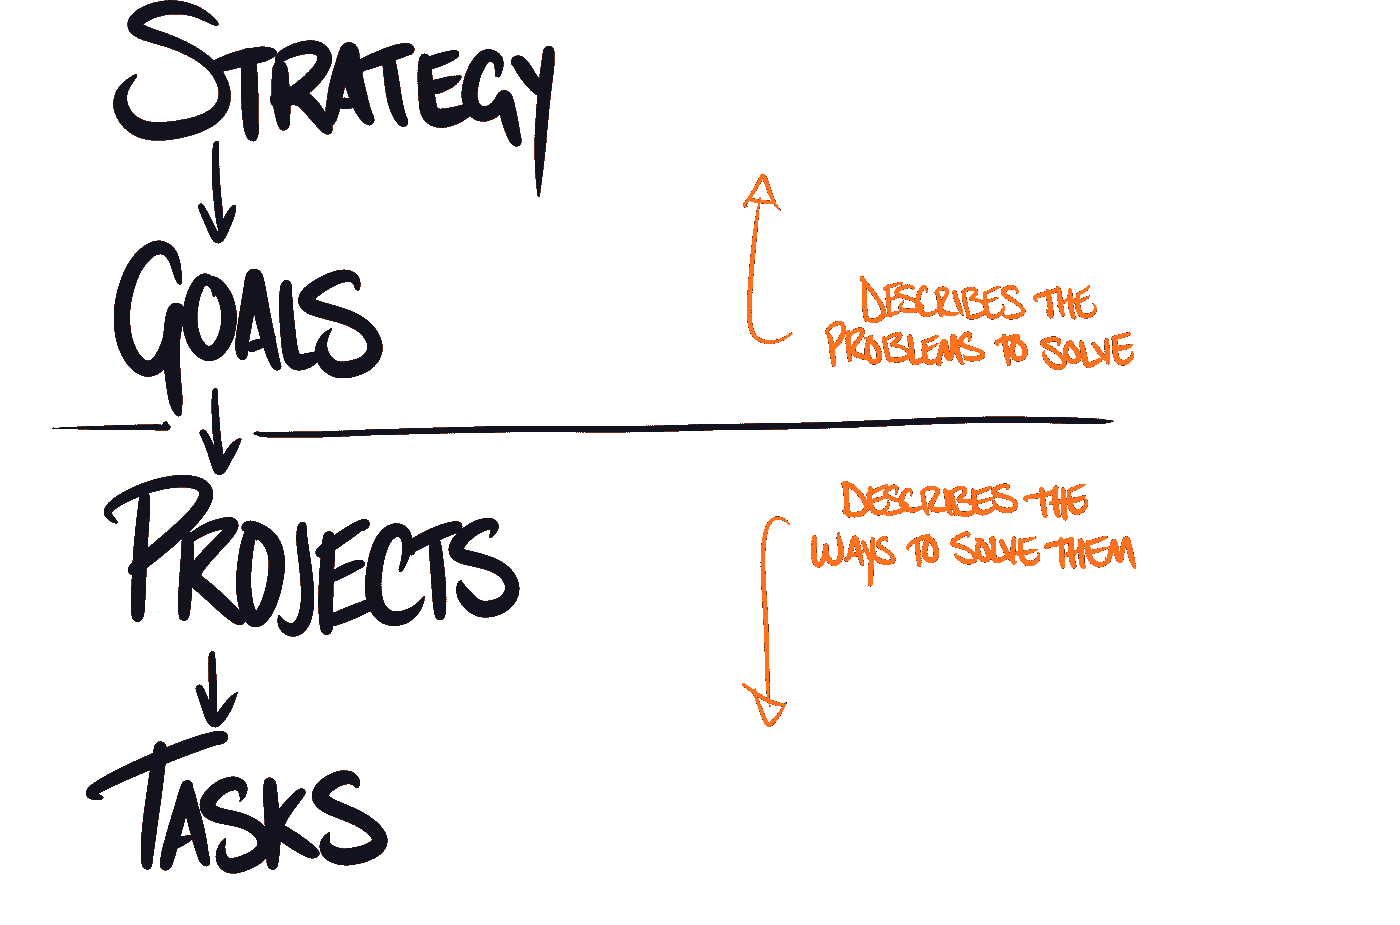 STRATEGY
GOALS
DESCRIBES THE
PROBLEMS TO SOLVE
PROJECTS
DESCRIBES THE
WAYS TO SOLVE THEM
TASKS